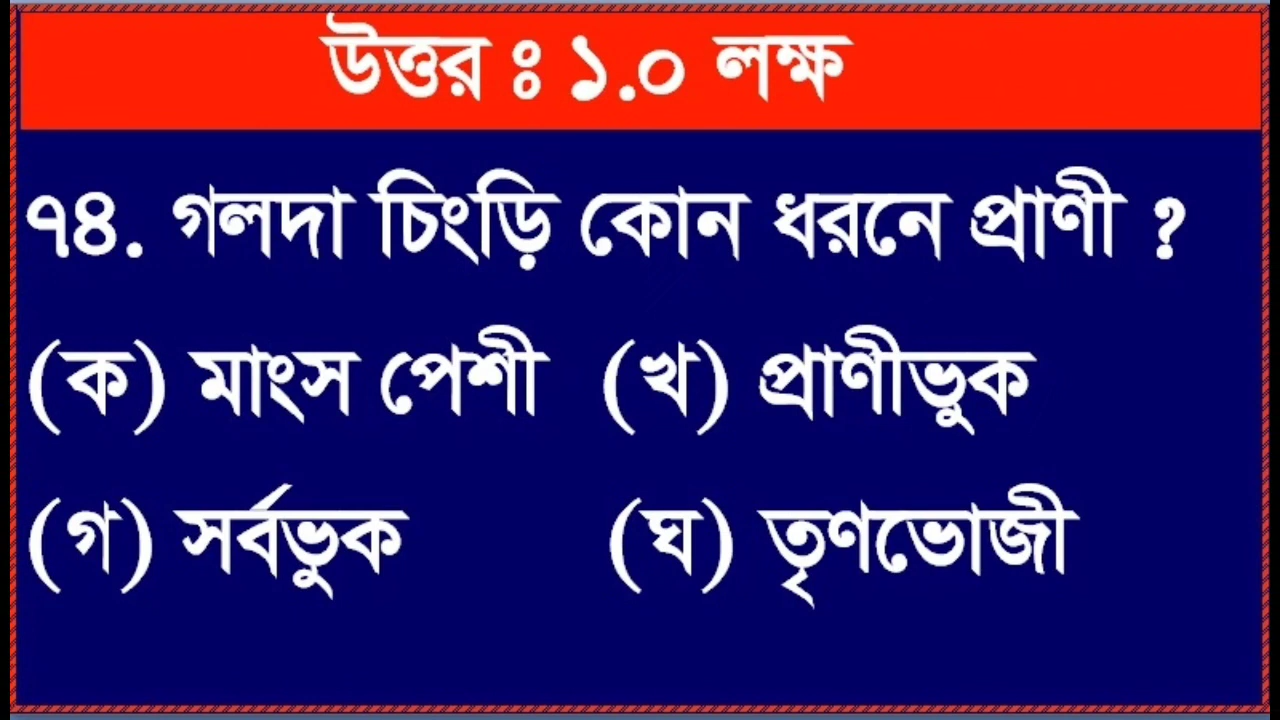 উত্তর ঃ ১.০ লক্ষ
৭৪. গলদা চিংড়ি কোন ধরনে প্রাণী ?
(ক) মাংস পেশী (খ) প্রাণীভুক
(গ) সর্বভুক (ঘ) তৃণভোজী